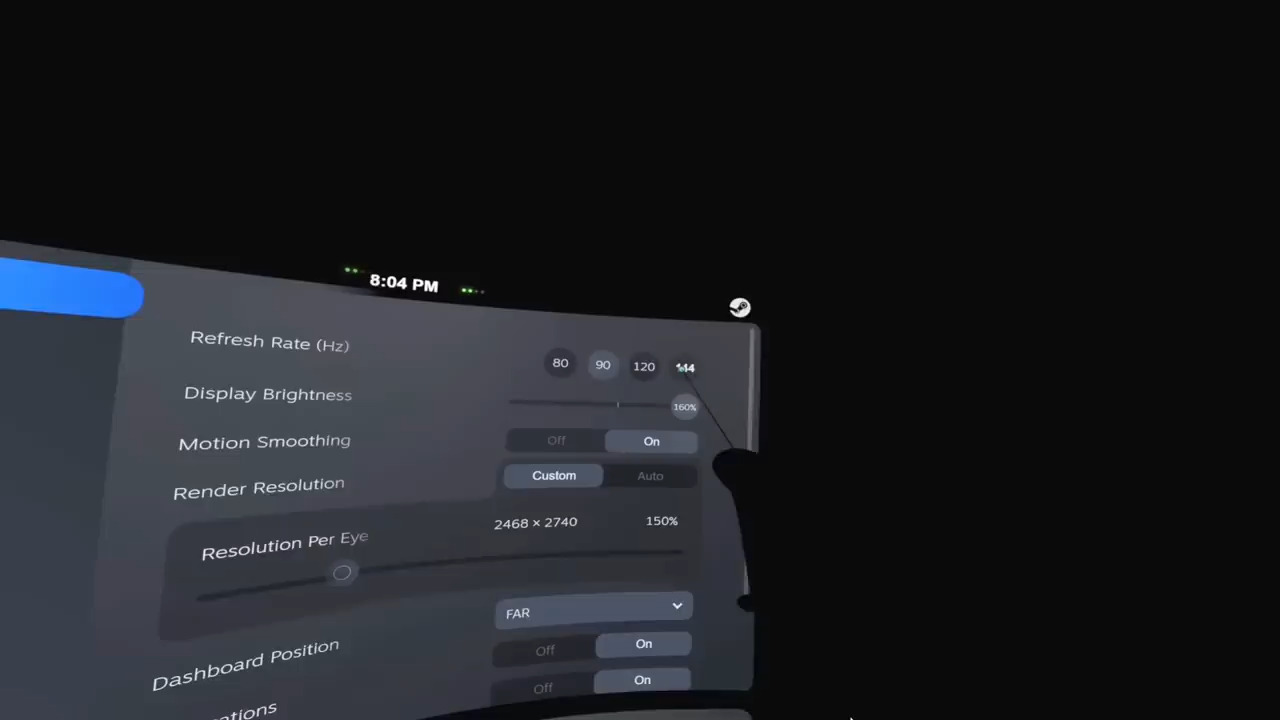 8:04 PM
Refresh Rate (Hz) 80 90 120 144
Display Brightness 160%
Motion Smoothing Off On
Render Resolution Custom Auto
Resolution Per Eye 2468 × 2740 150%
Dashboard Position FAR
Off On
Off On